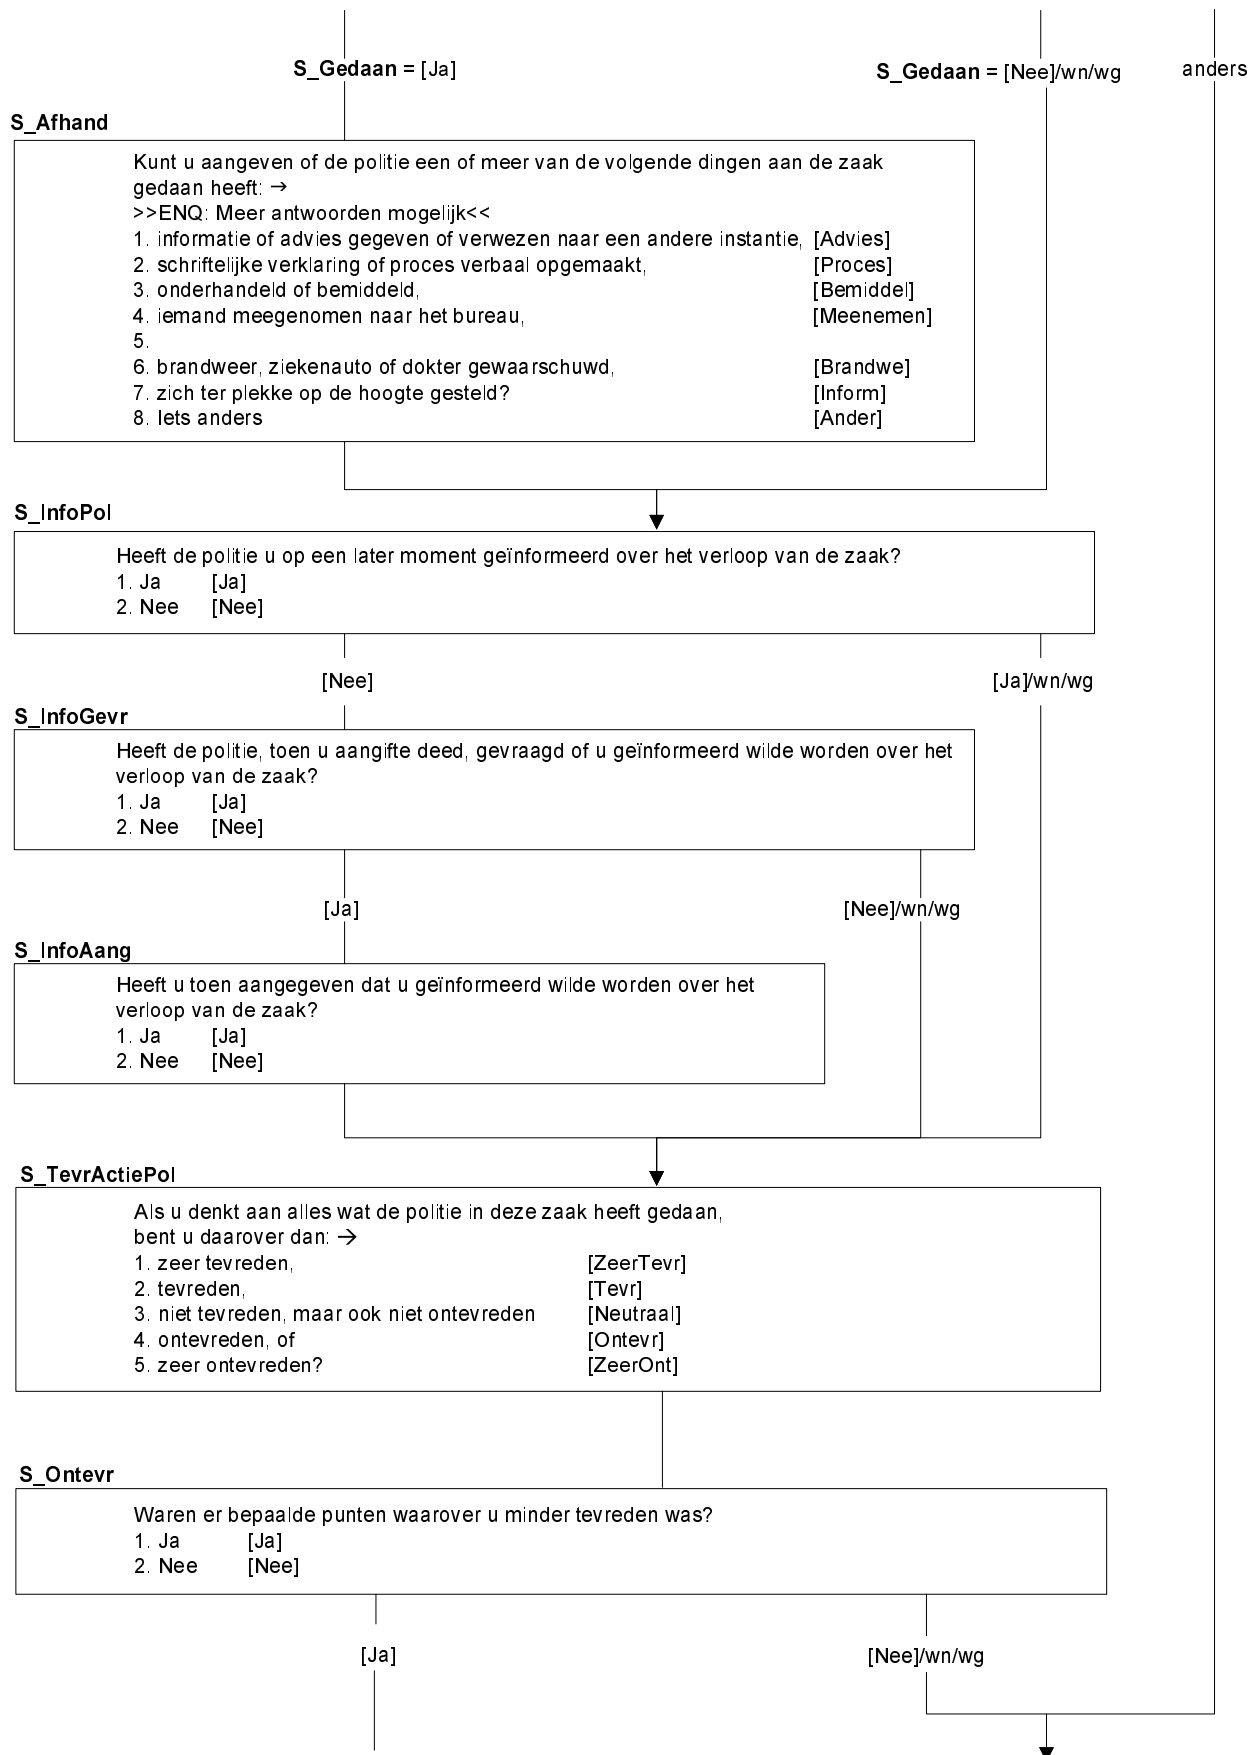 S_Gedaan = [Ja]
S_Gedaan = [Nee]/wn/wg
anders
S_Afhand
Kunt u aangeven of de politie een of meer van de volgende dingen aan de zaak
gedaan heeft: →
>>ENQ: Meer antwoorden mogelijk<<
1. informatie of advies gegeven of verwezen naar een andere instantie, [Advies]
2. schriftelijke verklaring of proces verbaal opgemaakt, [Proces]
3. onderhandeld of bemiddeld, [Bemiddel]
4. iemand meegenomen naar het bureau, [Meenemen]
5.
6. brandweer, ziekenauto of dokter gewaarschuwd, [Brandwe]
7. zich ter plekke op de hoogte gesteld? [Inform]
8. Iets anders [Ander]
S_InfoPol
Heeft de politie u op een later moment geïnformeerd over het verloop van de zaak?
1. Ja [Ja]
2. Nee [Nee]
[Nee]
[Ja]/wn/wg
S_InfoGevr
Heeft de politie, toen u aangifte deed, gevraagd of u geïnformeerd wilde worden over het
verloop van de zaak?
1. Ja [Ja]
2. Nee [Nee]
[Ja]
[Nee]/wn/wg
S_InfoAang
Heeft u toen aangegeven dat u geïnformeerd wilde worden over het
verloop van de zaak?
1. Ja [Ja]
2. Nee [Nee]
S_TevrActiePol
Als u denkt aan alles wat de politie in deze zaak heeft gedaan,
bent u daarover dan: →
1. zeer tevreden, [ZeerTevr]
2. tevreden, [Tevr]
3. niet tevreden, maar ook niet ontevreden [Neutraal]
4. ontevreden, of [Ontevr]
5. zeer ontevreden? [ZeerOnt]
S_Ontevr
Waren er bepaalde punten waarover u minder tevreden was?
1. Ja [Ja]
2. Nee [Nee]
[Ja]
[Nee]/wn/wg